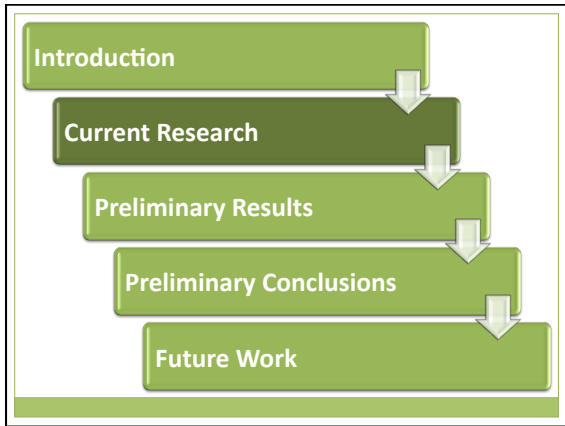 Introduction
Current Research
Preliminary Results
Preliminary Conclusions
Future Work